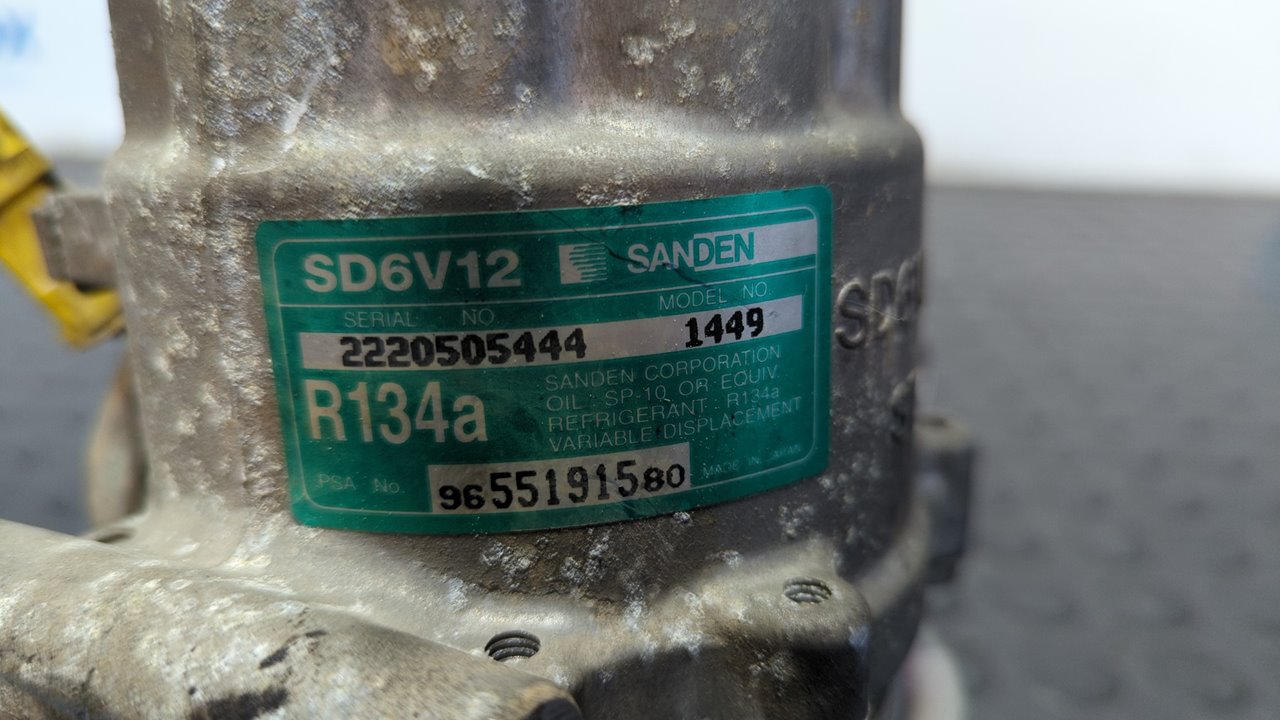 SD6V12 SANDEN
SERIAL NO. MODEL NO.
2220505444 1449
R134a
SANDEN CORPORATION
OIL : SP-10 OR EQUIV.
REFRIGERANT : R134a
VARIABLE DISPLACEMENT
PSA No. 9655191580 MADE IN JAPAN